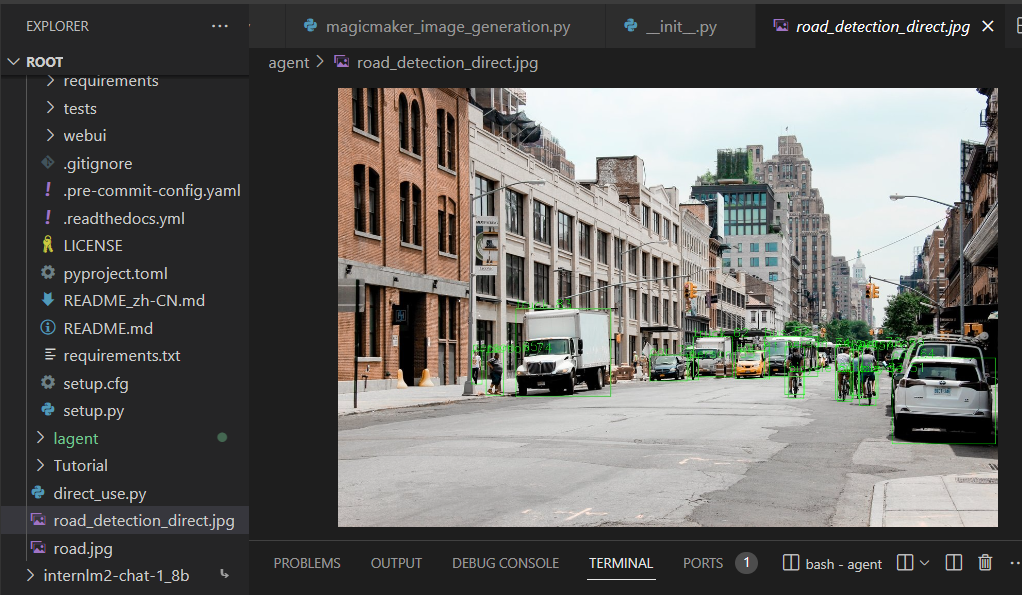 EXPLORER
magicmaker_image_generation.py
__init__.py
road_detection_direct.jpg
ROOT
agent > road_detection_direct.jpg
requirements
tests
webui
.gitignore
.pre-commit-config.yaml
.readthedocs.yml
LICENSE
pyproject.toml
README_zh-CN.md
README.md
requirements.txt
setup.cfg
setup.py
lagent
Tutorial
direct_use.py
road_detection_direct.jpg
road.jpg
internlm2-chat-1_8b
PROBLEMS
OUTPUT
DEBUG CONSOLE
TERMINAL
PORTS
1
bash - agent